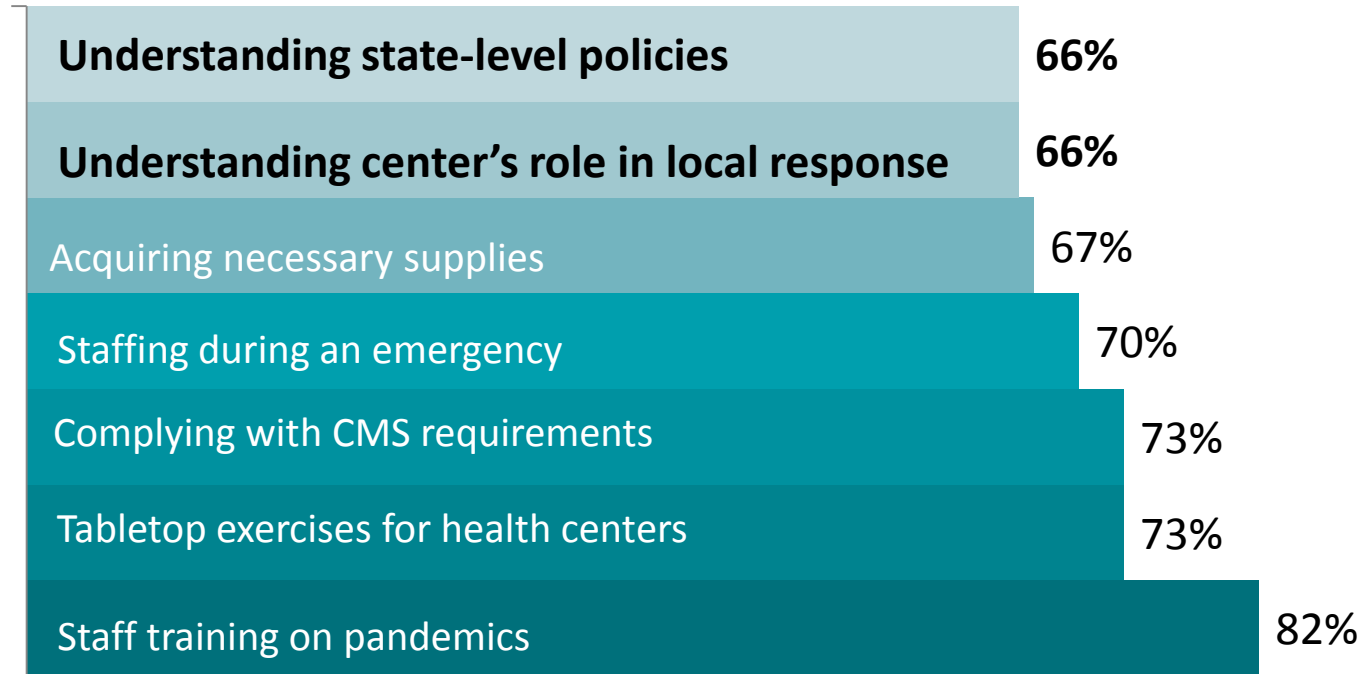 Understanding state-level policies 66%
Understanding center’s role in local response 66%
Acquiring necessary supplies 67%
Staffing during an emergency 70%
Complying with CMS requirements 73%
Tabletop exercises for health centers 73%
Staff training on pandemics 82%